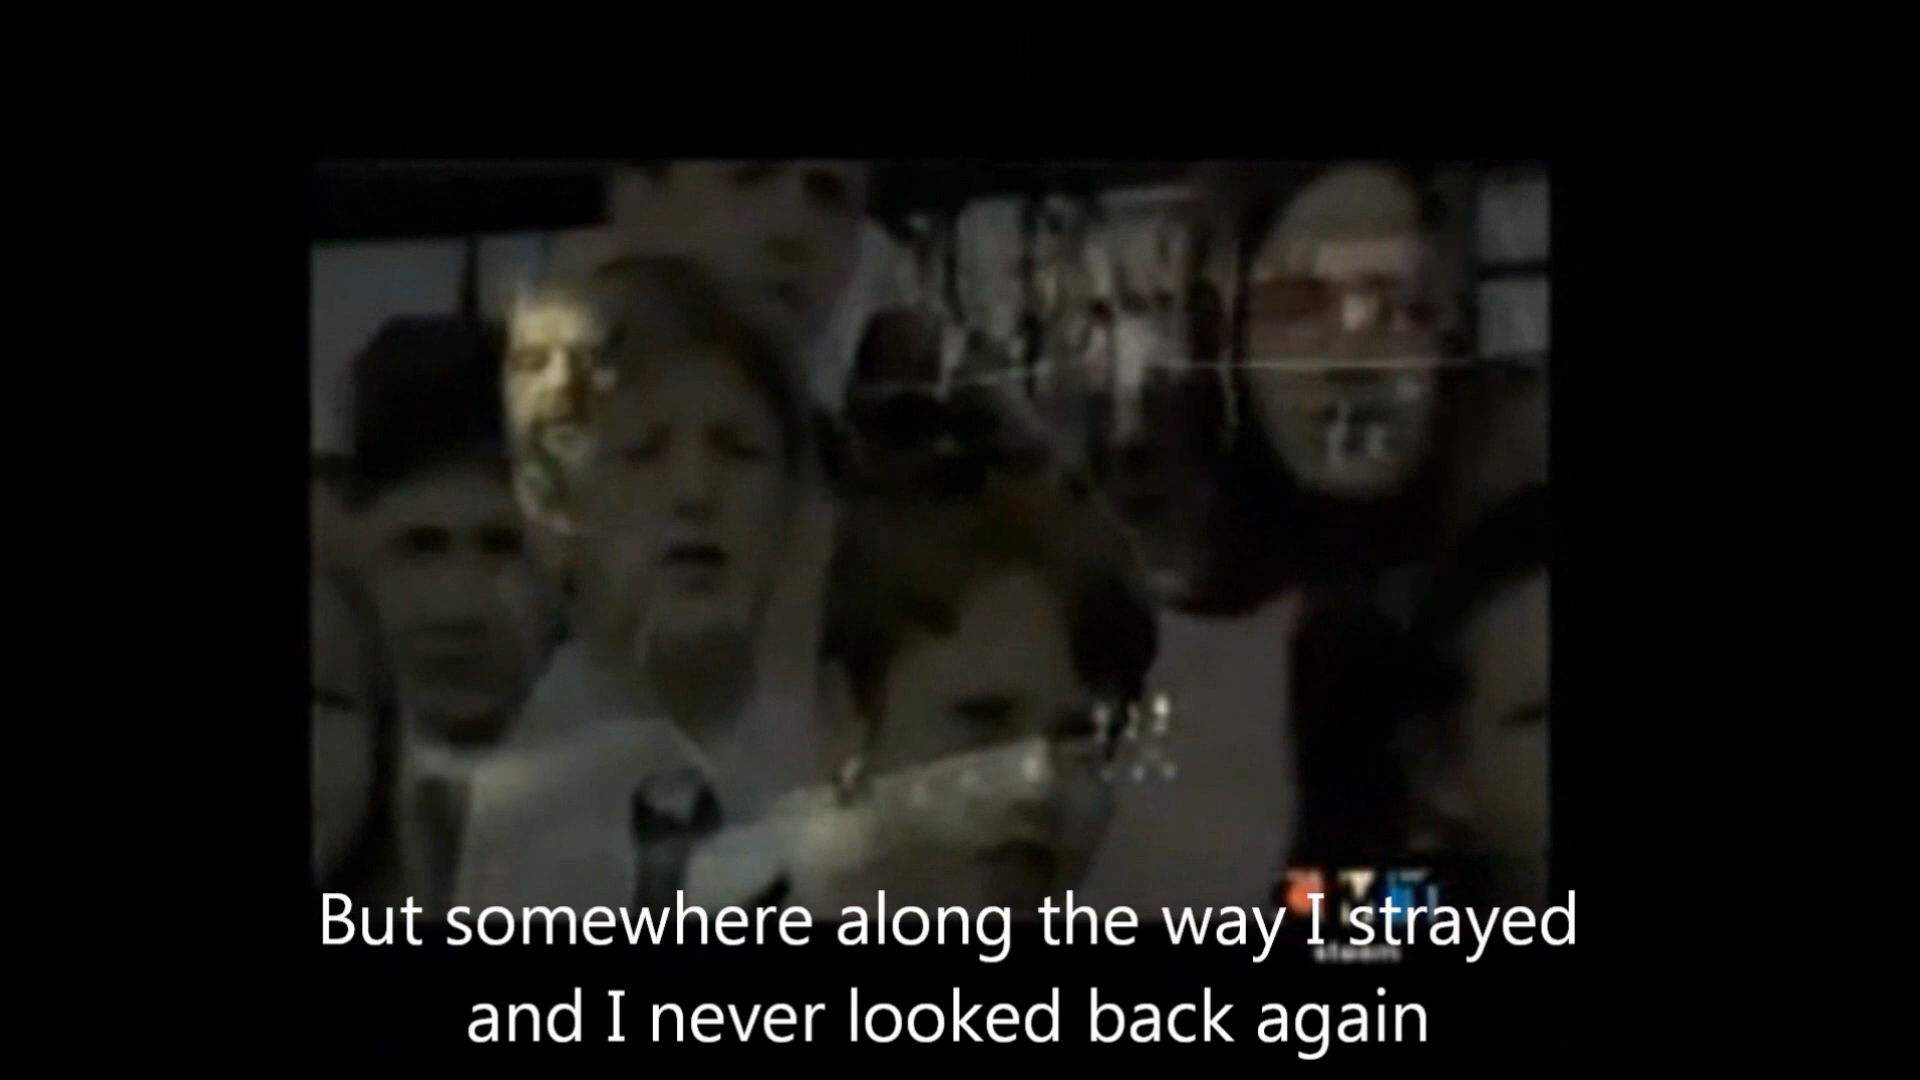 But somewhere along the way I strayed
and I never looked back again